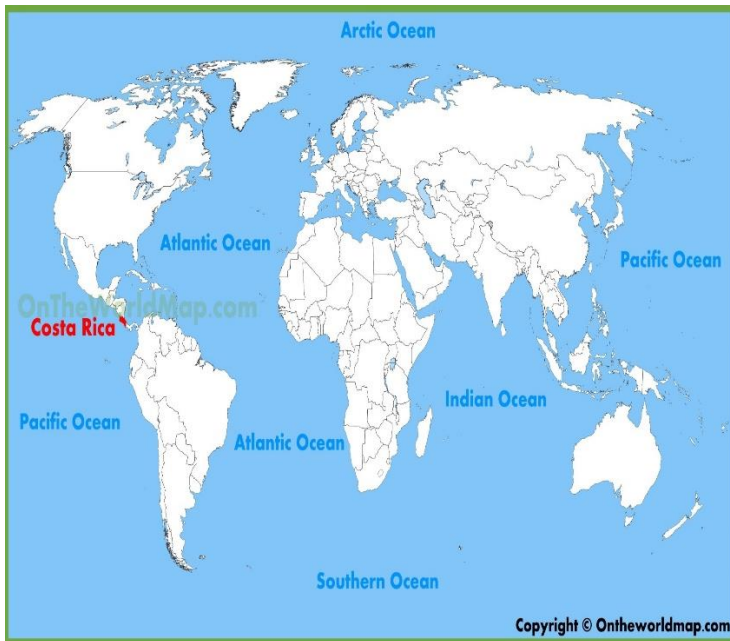 Arctic Ocean
Atlantic Ocean
Pacific Ocean
OnTheWorldMap.com
Costa Rica
Indian Ocean
Pacific Ocean
Atlantic Ocean
Southern Ocean
Copyright © Ontheworldmap.com